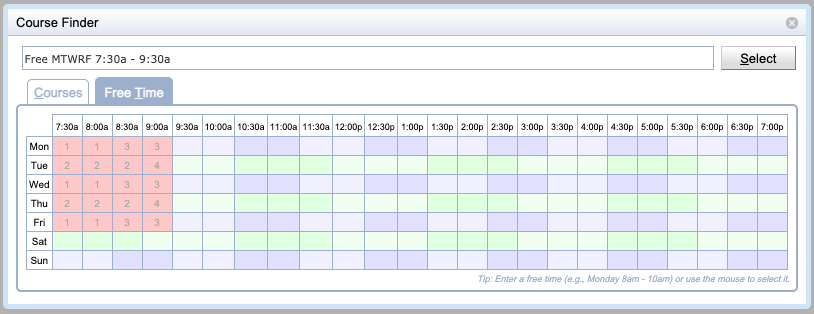 Course Finder
Free MTWRF 7:30a - 9:30a
Select
Courses Free Time
7:30a 8:00a 8:30a 9:00a 9:30a 10:00a 10:30a 11:00a 11:30a 12:00p 12:30p 1:00p 1:30p 2:00p 2:30p 3:00p 3:30p 4:00p 4:30p 5:00p 5:30p 6:00p 6:30p 7:00p
Mon 1 1 3 3
Tue 2 2 2 4
Wed 1 1 3 3
Thu 2 2 2 4
Fri 1 1 3 3
Sat
Sun
Tip: Enter a free time (e.g., Monday 8am - 10am) or use the mouse to select it.